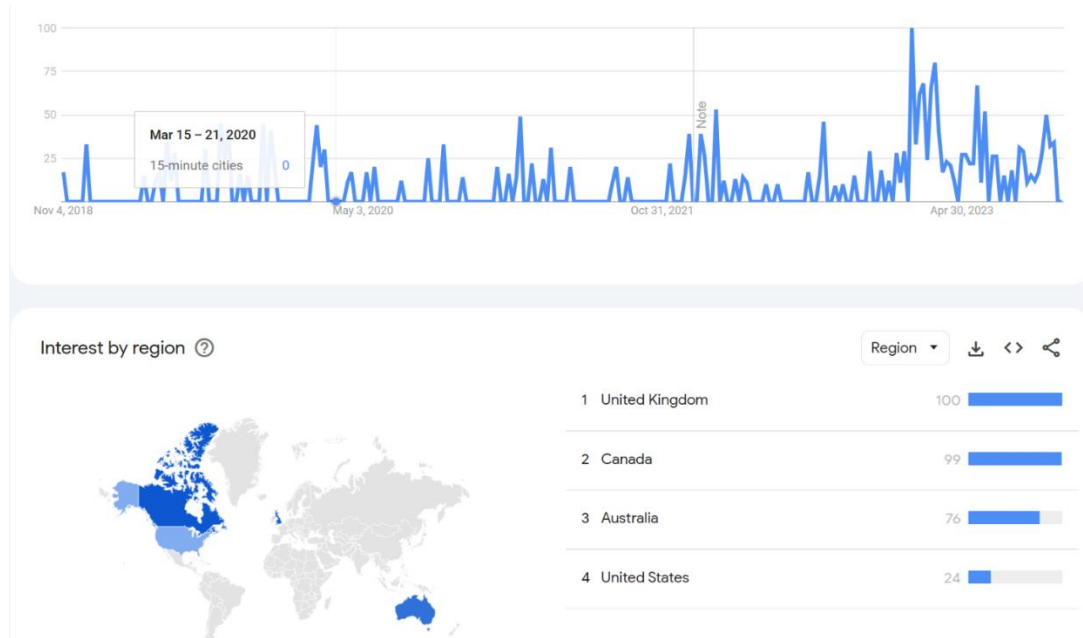 100
75
50
25
Mar 15 – 21, 2020
15-minute cities 0
Note
Nov 4, 2018 May 3, 2020 Oct 31, 2021 Apr 30, 2023
Interest by region
Region
1 United Kingdom 100
2 Canada 99
3 Australia 76
4 United States 24